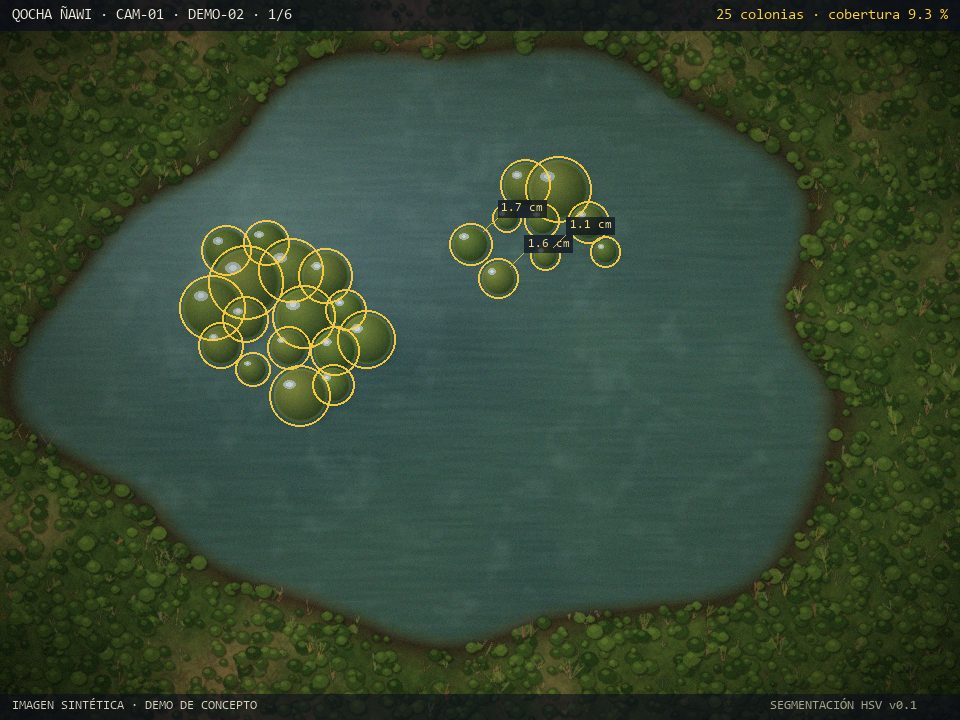 QOCHA ÑAWI · CAM-01 · DEMO-02 · 1/6
25 colonias · cobertura 9.3 %
1.7 cm
1.1 cm
1.6 cm
IMAGEN SINTÉTICA · DEMO DE CONCEPTO
SEGMENTACIÓN HSV v0.1